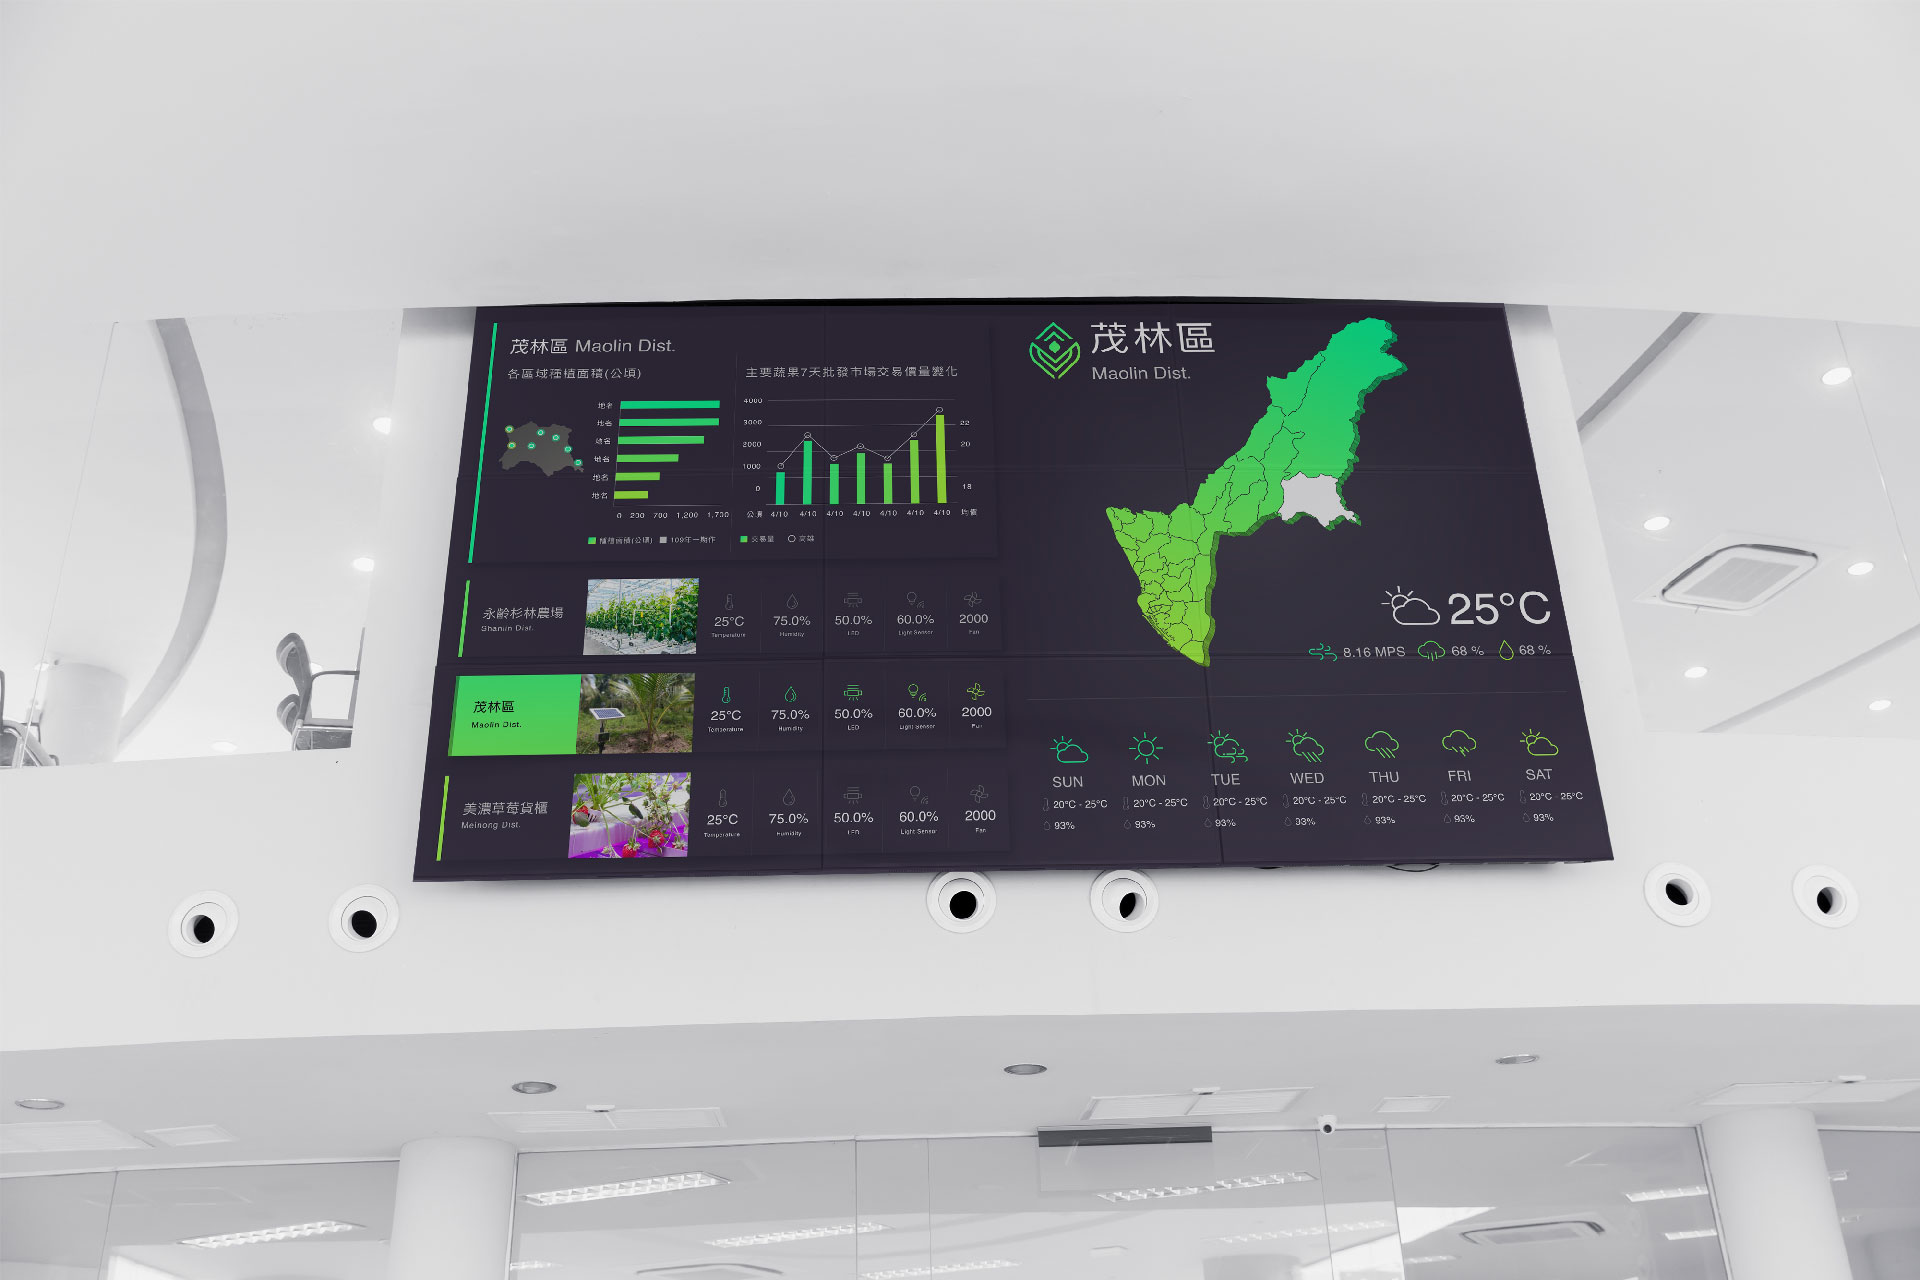 茂林區 Maolin Dist.
各區域種植面積(公頃)
地名
地名
地名
地名
地名
地名
0 200 700 1,200 1,700
種植面積(公頃) 109年一期作
主要蔬果7天批發市場交易價量變化
4000
3000
2000
1000
0
22
20
18
4/10 4/10 4/10 4/10 4/10 4/10 4/10 均價
交易量 高雄
永齡杉林農場
Shanlin Dist.
25°C 75.0% 50.0% 60.0% 2000
Temperature Humidity LED Light Sensor Fan
茂林區
Maolin Dist.
25°C 75.0% 50.0% 60.0% 2000
Temperature Humidity LED Light Sensor Fan
美濃草莓貨櫃
Meinong Dist.
25°C 75.0% 50.0% 60.0% 2000
Temperature Humidity LED Light Sensor Fan
茂林區
Maolin Dist.
25°C
8.16 MPS 68 % 68 %
SUN MON TUE WED THU FRI SAT
20°C - 25°C 20°C - 25°C 20°C - 25°C 20°C - 25°C 20°C - 25°C 20°C - 25°C 20°C - 25°C
93% 93% 93% 93% 93% 93% 93%